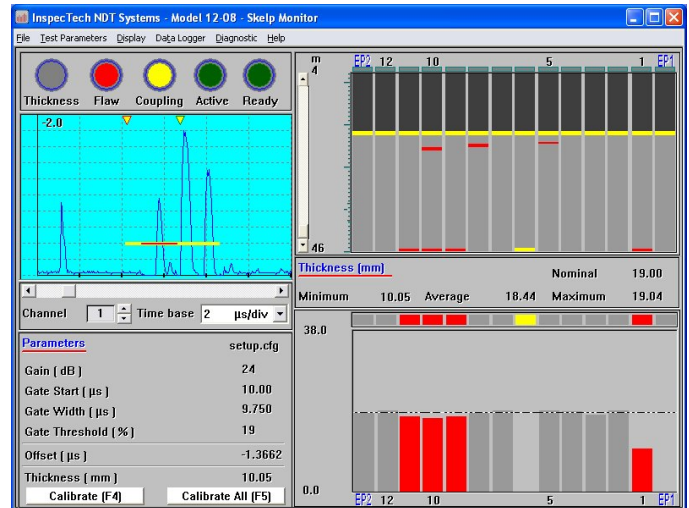 InspecTech NDT Systems - Model 12-08 - Skelp Monitor
File Test Parameters Display Data Logger Diagnostic Help
Thickness Flaw Coupling Active Ready
-2.0
Channel 1 Time base 2 µs/div
Parameters setup.cfg
Gain ( dB ) 24
Gate Start ( µs ) 10.00
Gate Width ( µs ) 9.750
Gate Threshold ( % ) 19
Offset ( µs ) -1.3662
Thickness ( mm ) 10.05
Calibrate (F4) Calibrate All (F5)
m EP2 12 10 5 1 EP1
4
46
Thickness (mm) Nominal 19.00
Minimum 10.05 Average 18.44 Maximum 19.04
38.0
0.0
EP2 12 10 5 1 EP1